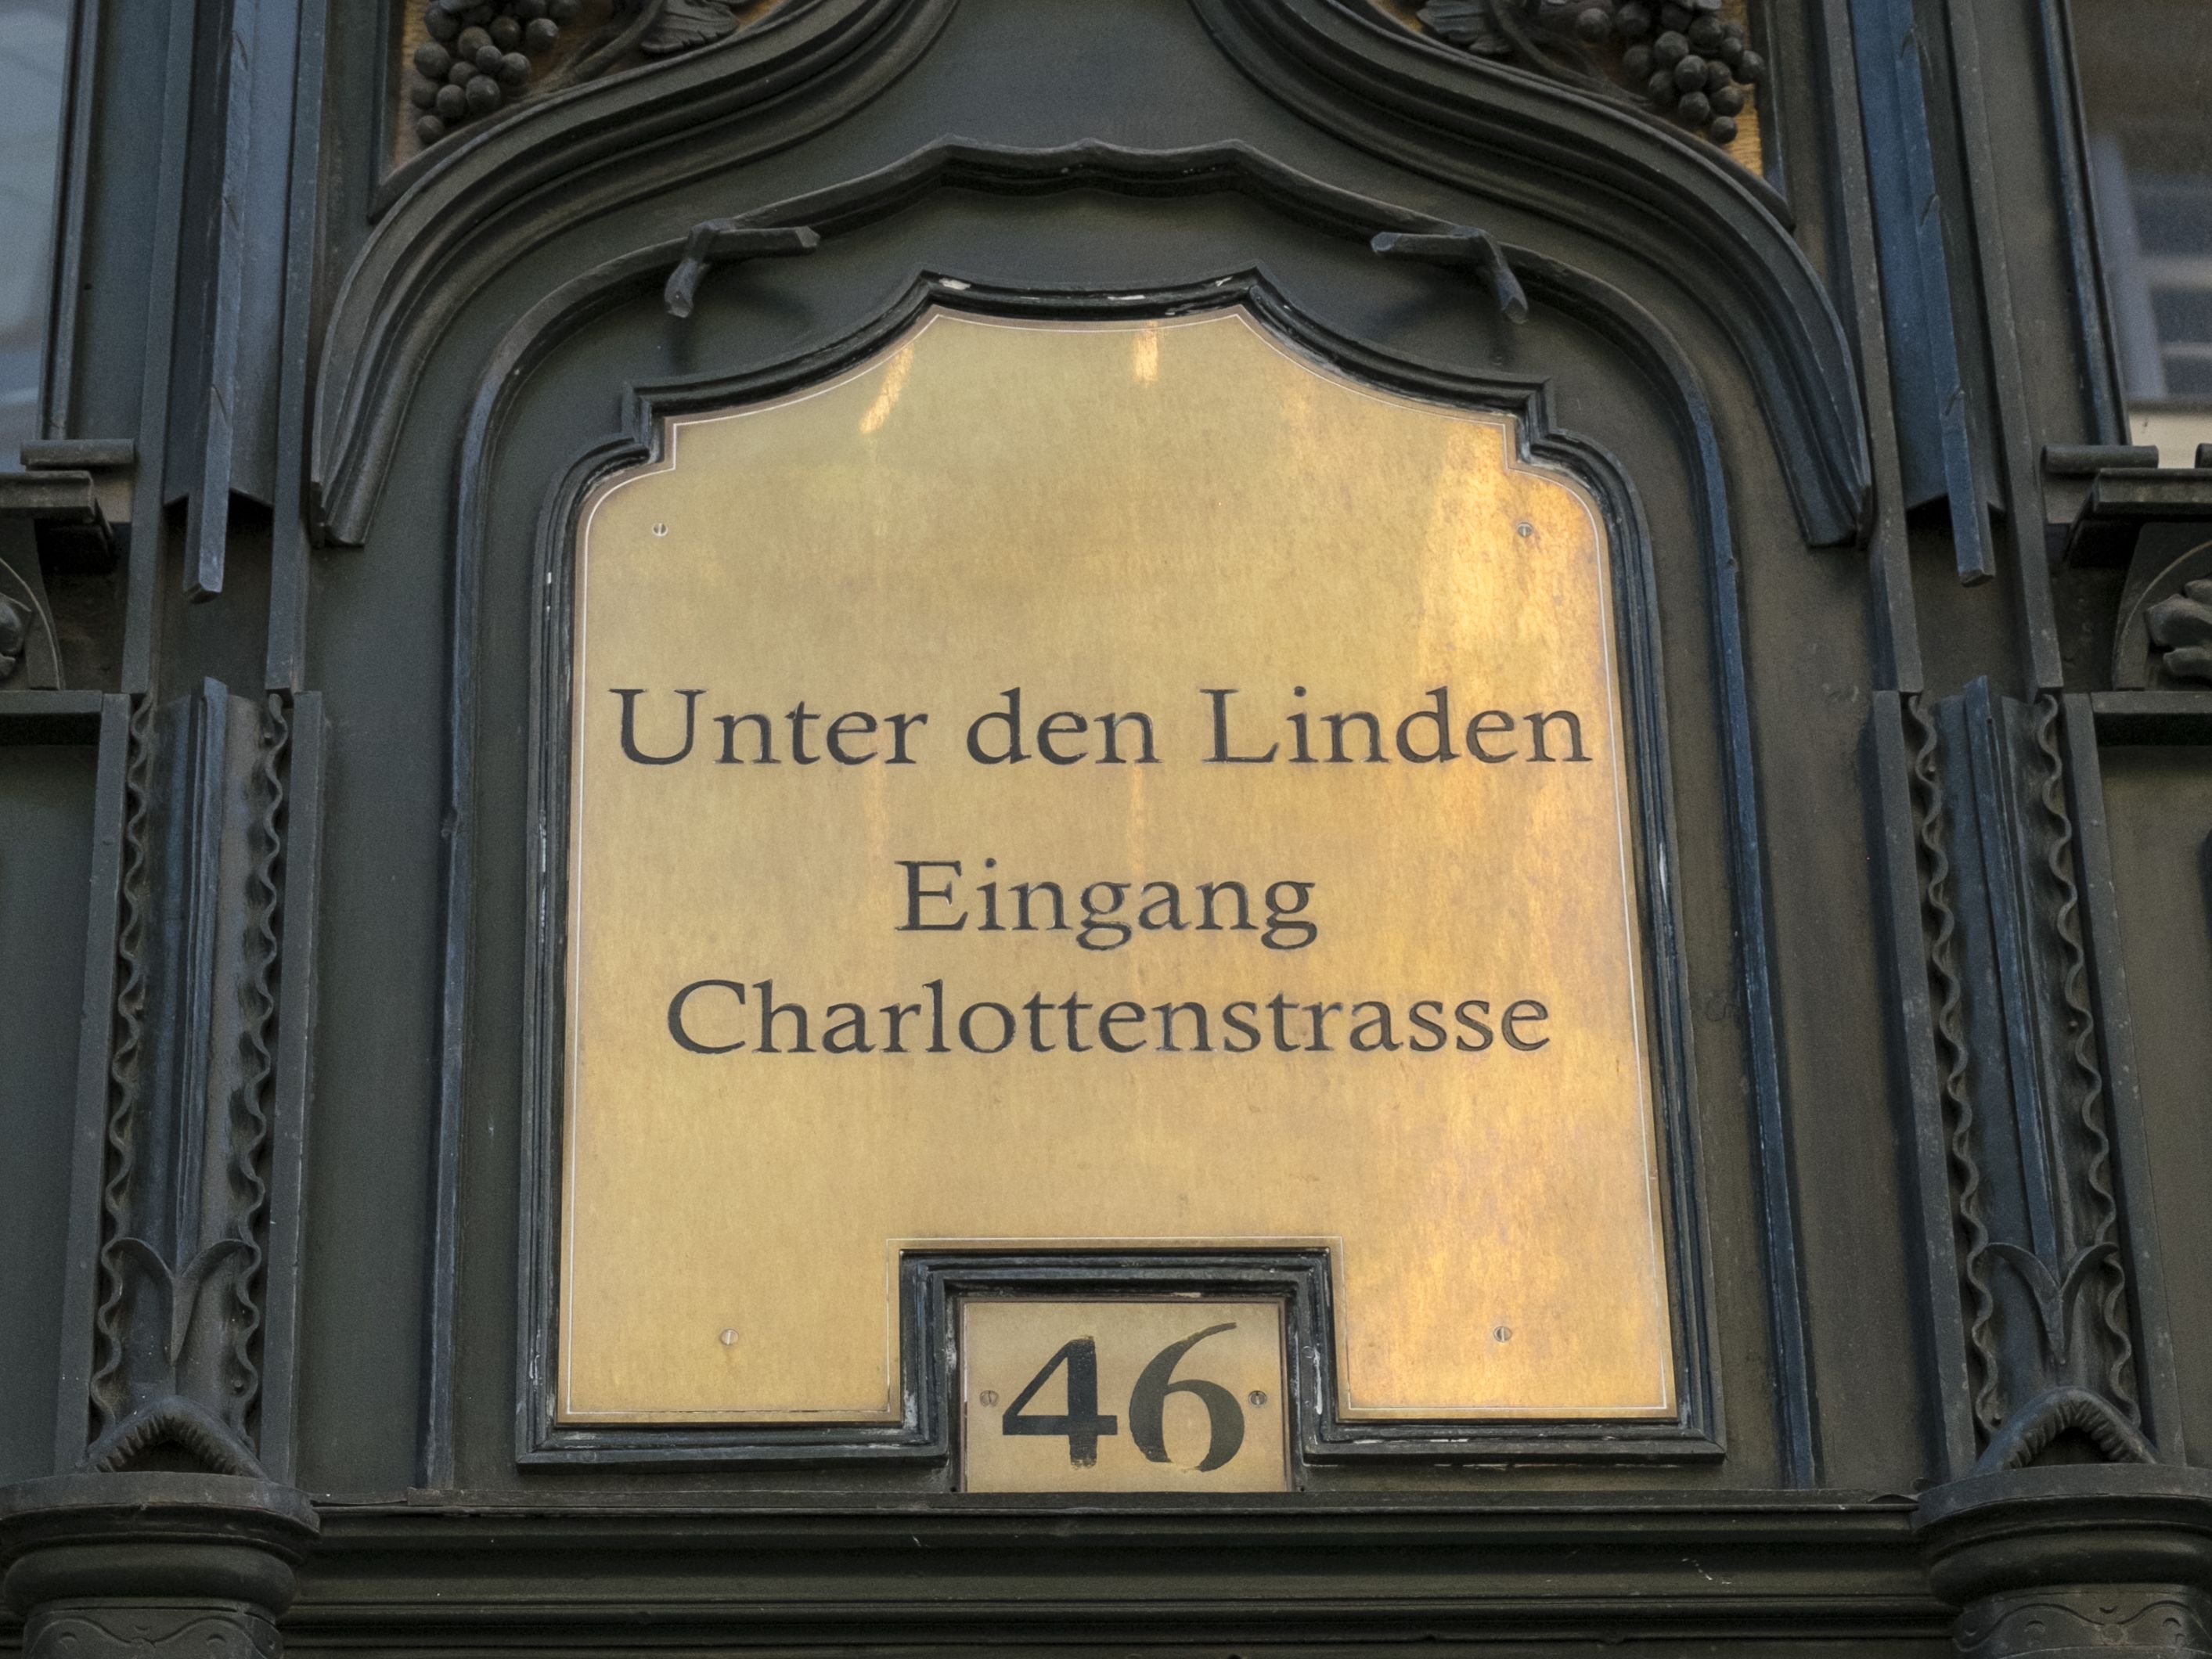 Unter den Linden
Eingang
Charlottenstrasse
46